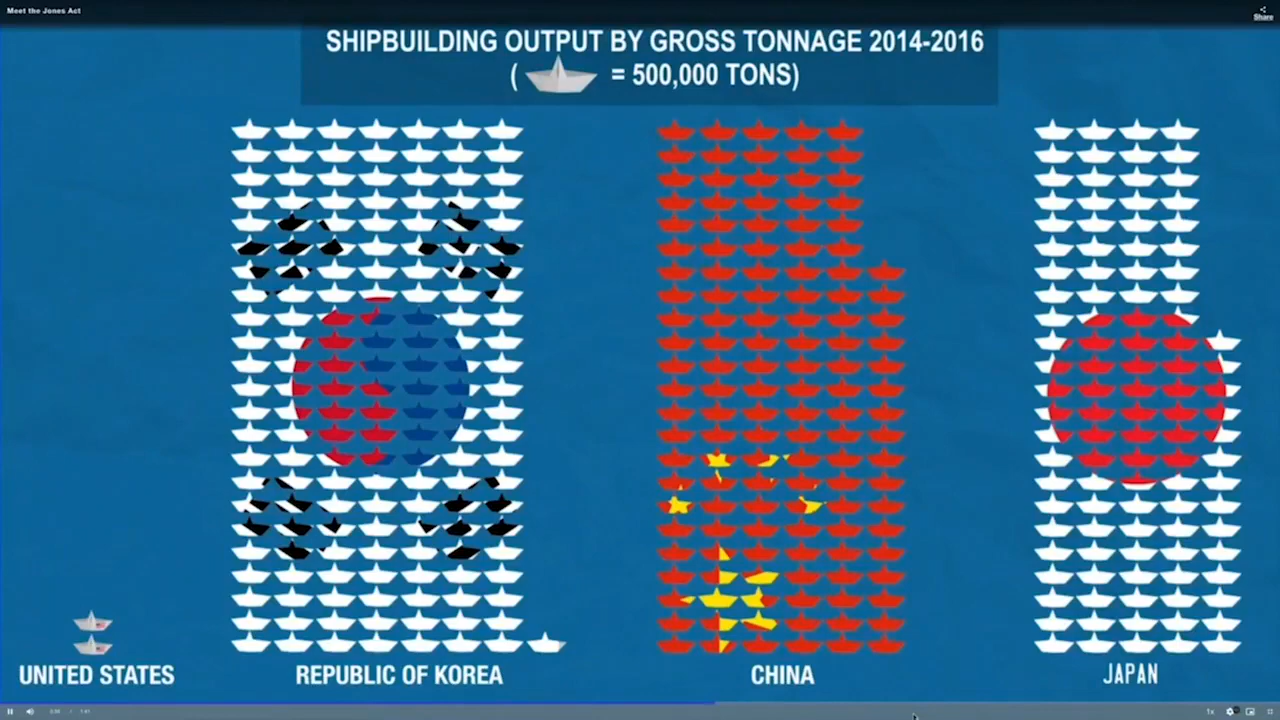 Meet the Jones Act
Share
SHIPBUILDING OUTPUT BY GROSS TONNAGE 2014-2016
( = 500,000 TONS)
UNITED STATES
REPUBLIC OF KOREA
CHINA
JAPAN
1x